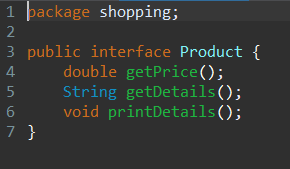 1 package shopping;
2
3 public interface Product {
4     double getPrice();
5     String getDetails();
6     void printDetails();
7 }